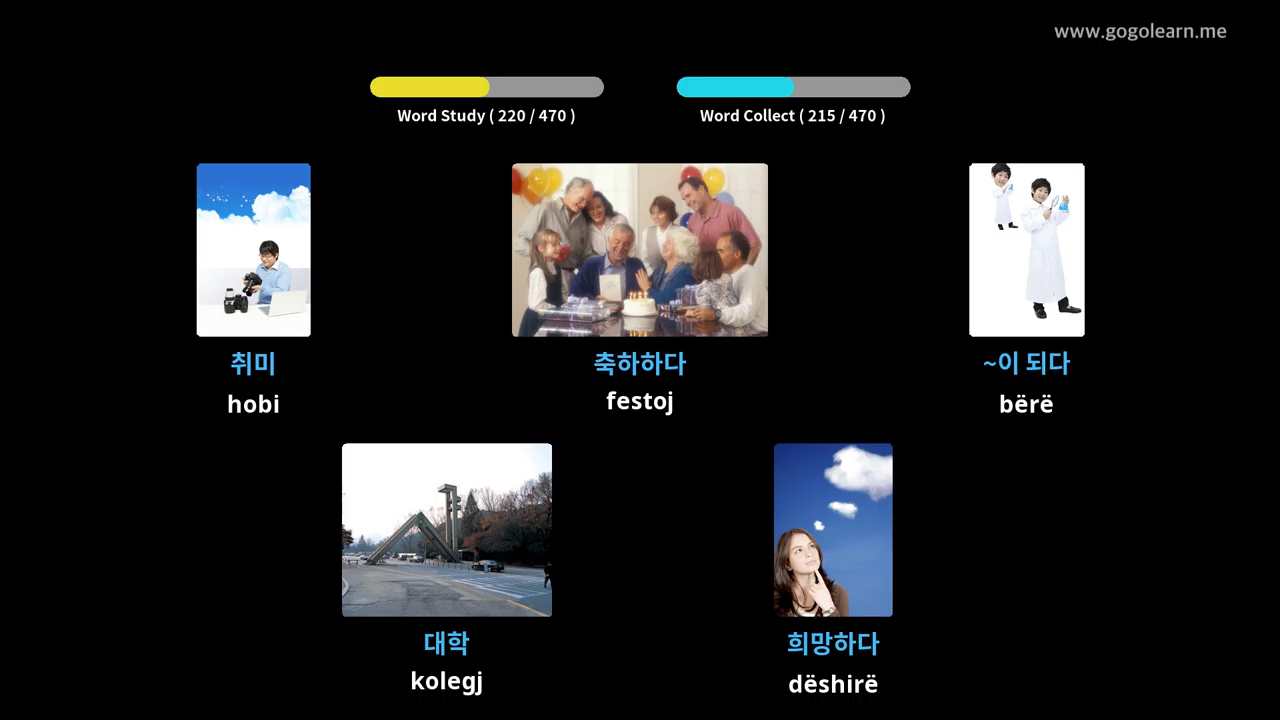 www.gogolearn.me
Word Study ( 220 / 470 )
Word Collect ( 215 / 470 )
취미
hobi
축하하다
festoj
~이 되다
bërë
대학
kolegj
희망하다
dëshirë